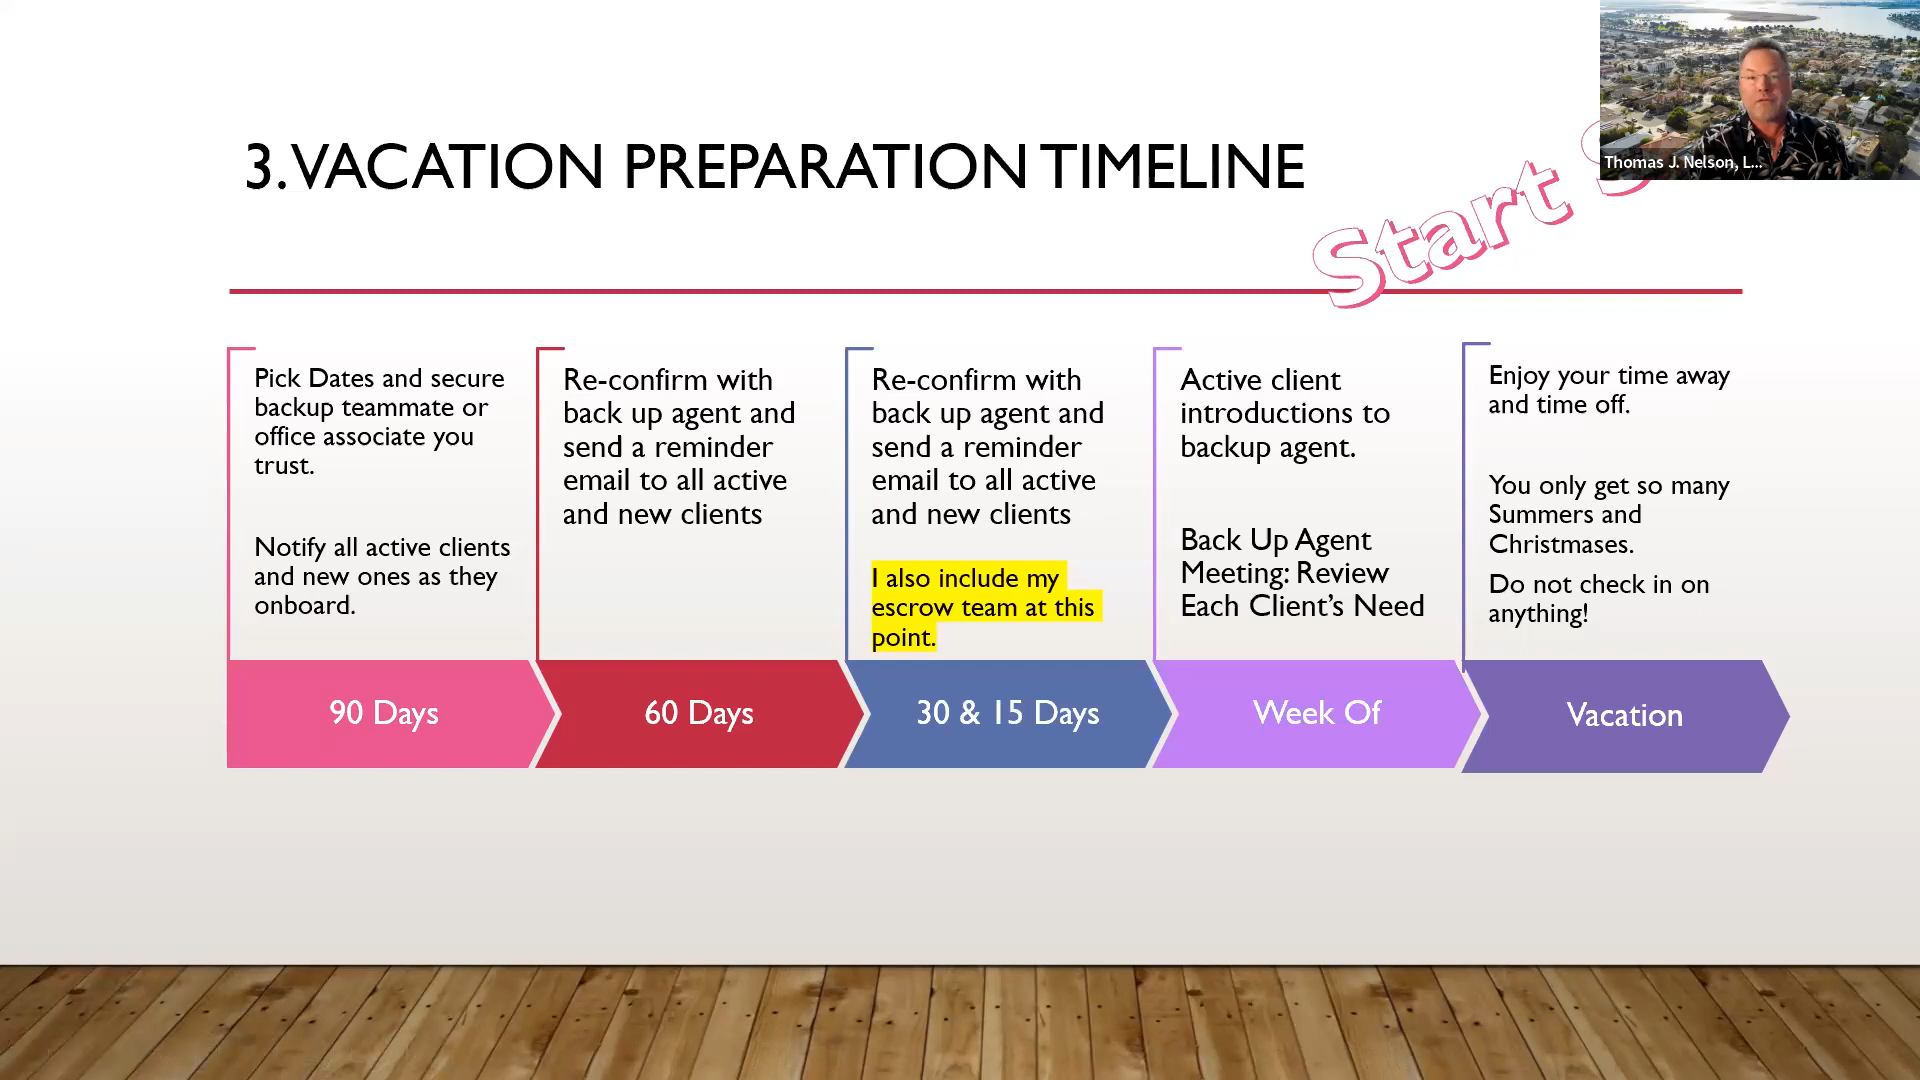 3. VACATION PREPARATION TIMELINE
Start
Thomas J. Nelson, L...
Pick Dates and secure
backup teammate or
office associate you
trust.
Notify all active clients
and new ones as they
onboard.
Re-confirm with
back up agent and
send a reminder
email to all active
and new clients
Re-confirm with
back up agent and
send a reminder
email to all active
and new clients
I also include my
escrow team at this
point.
Active client
introductions to
backup agent.
Back Up Agent
Meeting: Review
Each Client’s Need
Enjoy your time away
and time off.
You only get so many
Summers and
Christmases.
Do not check in on
anything!
90 Days
60 Days
30 & 15 Days
Week Of
Vacation